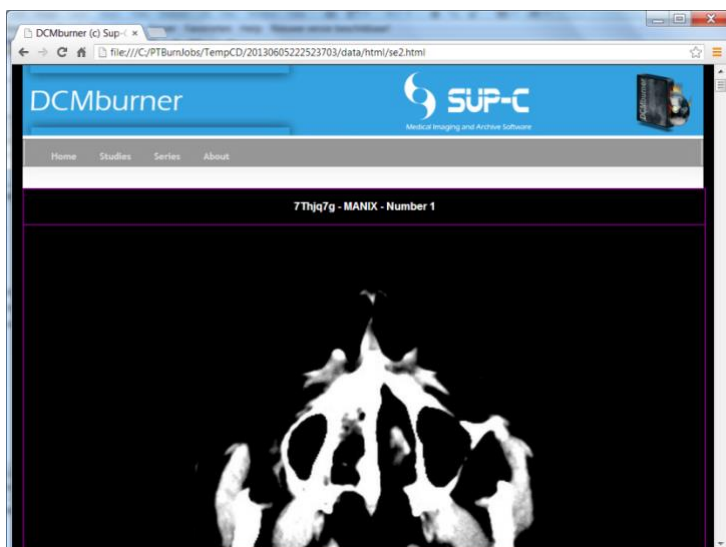 DCMburner (c) Sup-C
file:///C:/PTBurnJobs/TempCD/20130605222523703/data/html/se2.html
DCMburner
SUP-C
Medical Imaging and Archive Software
DCMburner
Home Studies Series About
7Thjq7g - MANIX - Number 1